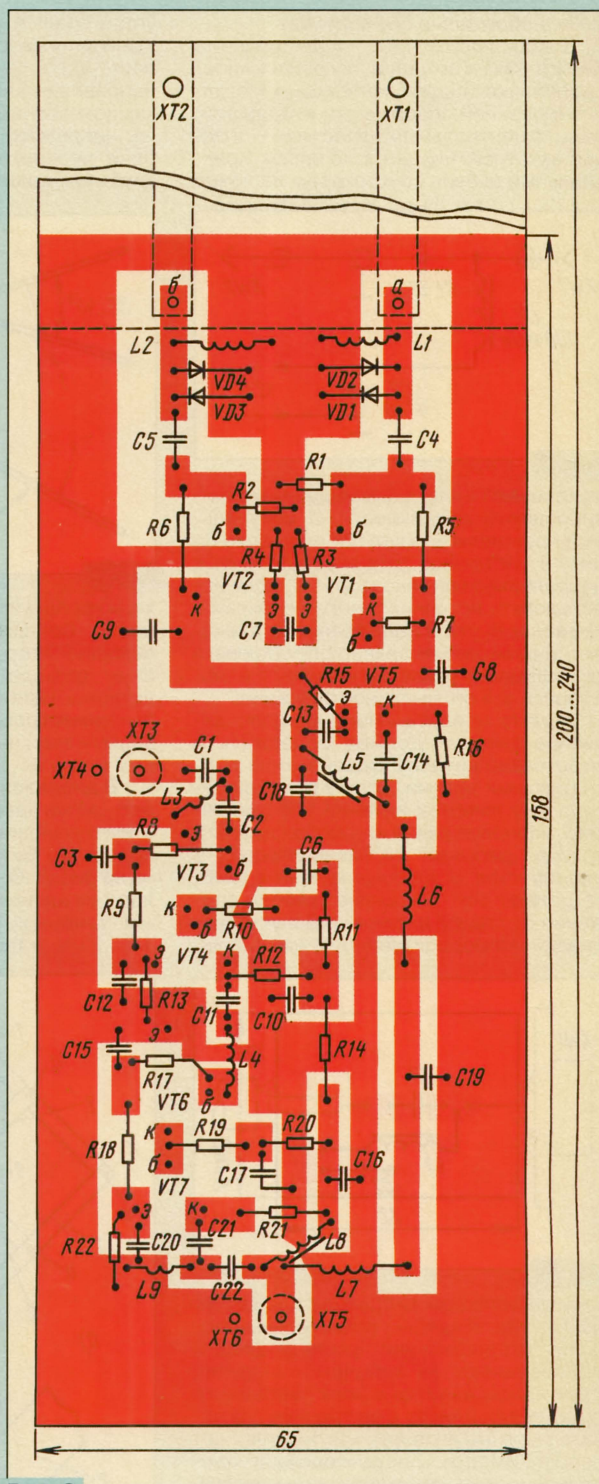 XT2 XT1
б а
L2 L1
VD4 VD2
VD3 VD1
C5 C4
R1
R2
R6 б б R5
R4 R3
VT2 VT1
к э э к
C9 C7 б R7
R15 VT5 C8
э к
XT3 C13
XT4 C1 L5 C14 R16
L3 C18
C2
R8 э
C3 VT3 б C6
L6
R9 к R10 R11
б
VT4 к R12
э
C12 R13 C11 C10
э
C15 L4 R14
R17 C19
VT6 б
к R19 R20
R18
б C17 C16
VT7
э к R21
R22 C20 C21 L8
L9 C22 L7
XT6 XT5
158
200...240
65